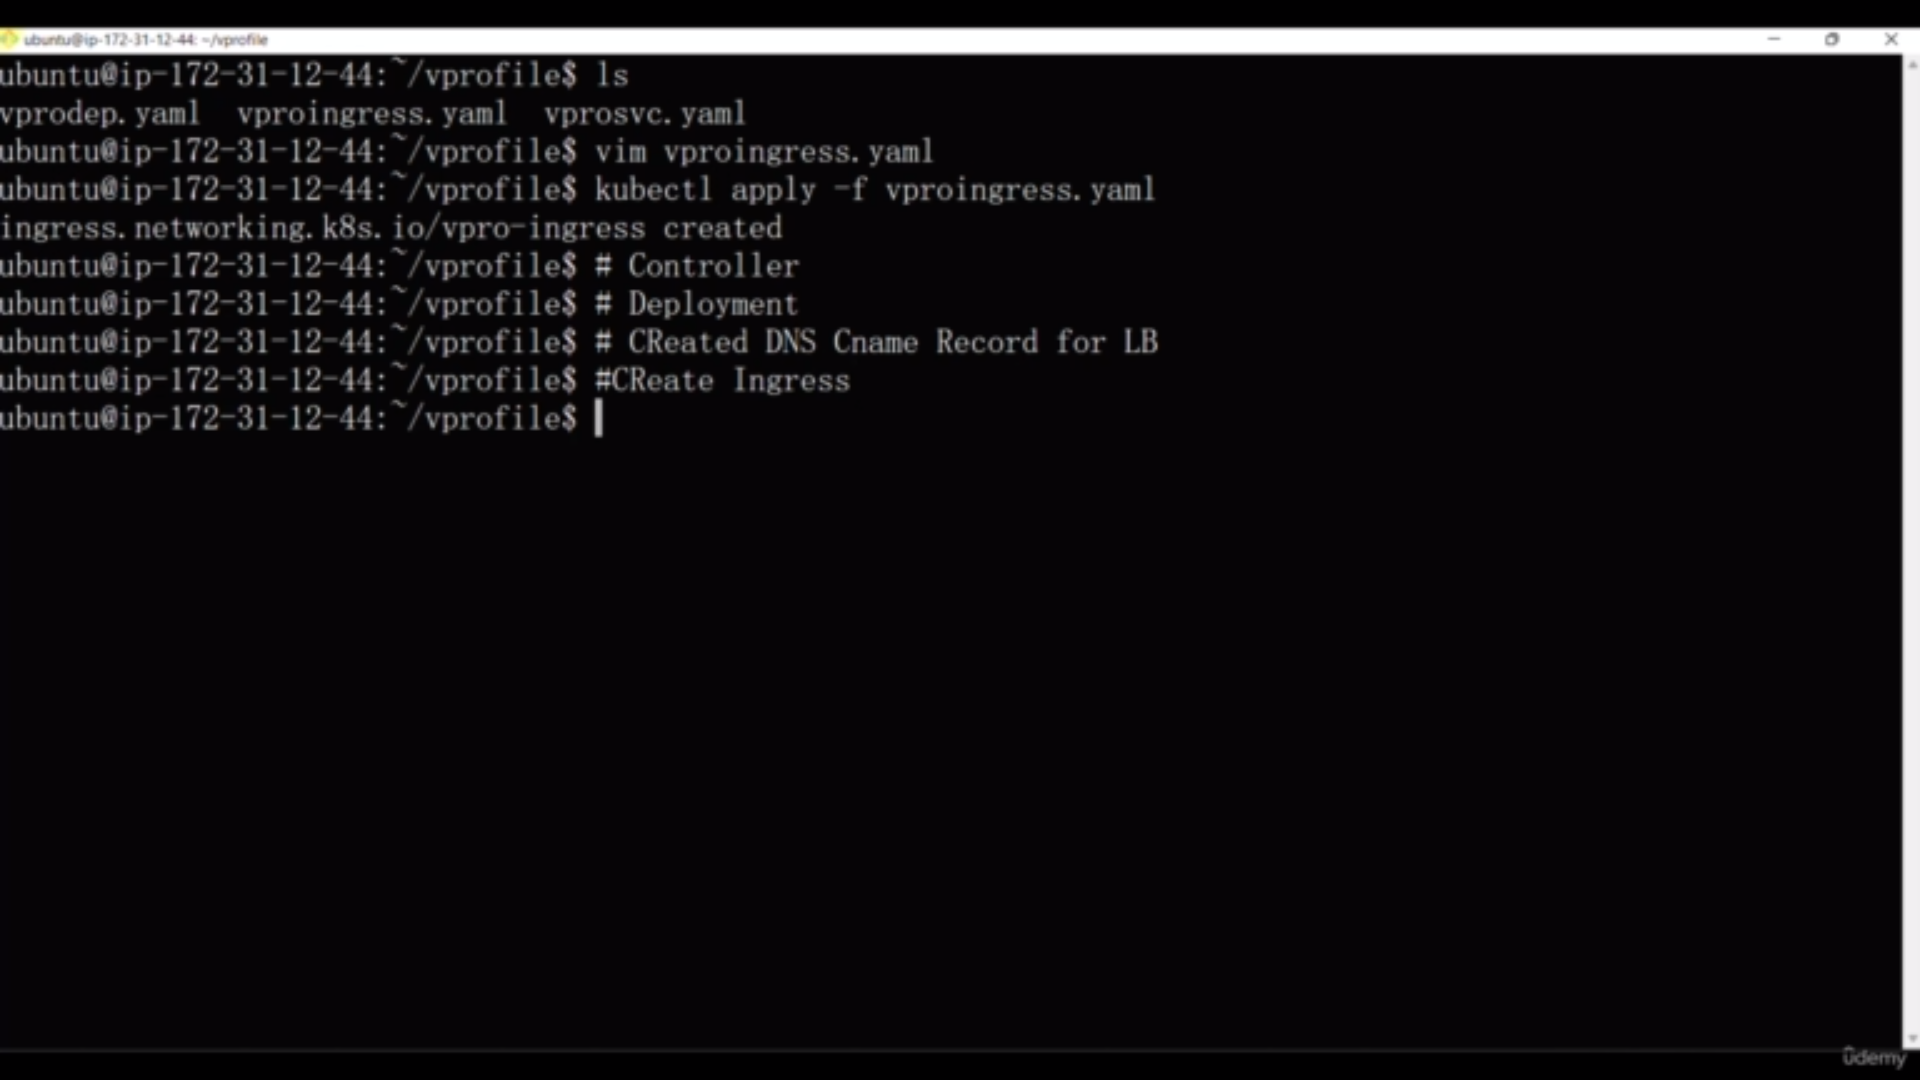 ubuntu@ip-172-31-12-44: ~/vprofile
ubuntu@ip-172-31-12-44:~/vprofile$ ls
vprodep.yaml  vproingress.yaml  vprosvc.yaml
ubuntu@ip-172-31-12-44:~/vprofile$ vim vproingress.yaml
ubuntu@ip-172-31-12-44:~/vprofile$ kubectl apply -f vproingress.yaml
ingress.networking.k8s.io/vpro-ingress created
ubuntu@ip-172-31-12-44:~/vprofile$ # Controller
ubuntu@ip-172-31-12-44:~/vprofile$ # Deployment
ubuntu@ip-172-31-12-44:~/vprofile$ # CReated DNS Cname Record for LB
ubuntu@ip-172-31-12-44:~/vprofile$ #CReate Ingress
ubuntu@ip-172-31-12-44:~/vprofile$
ûdemy